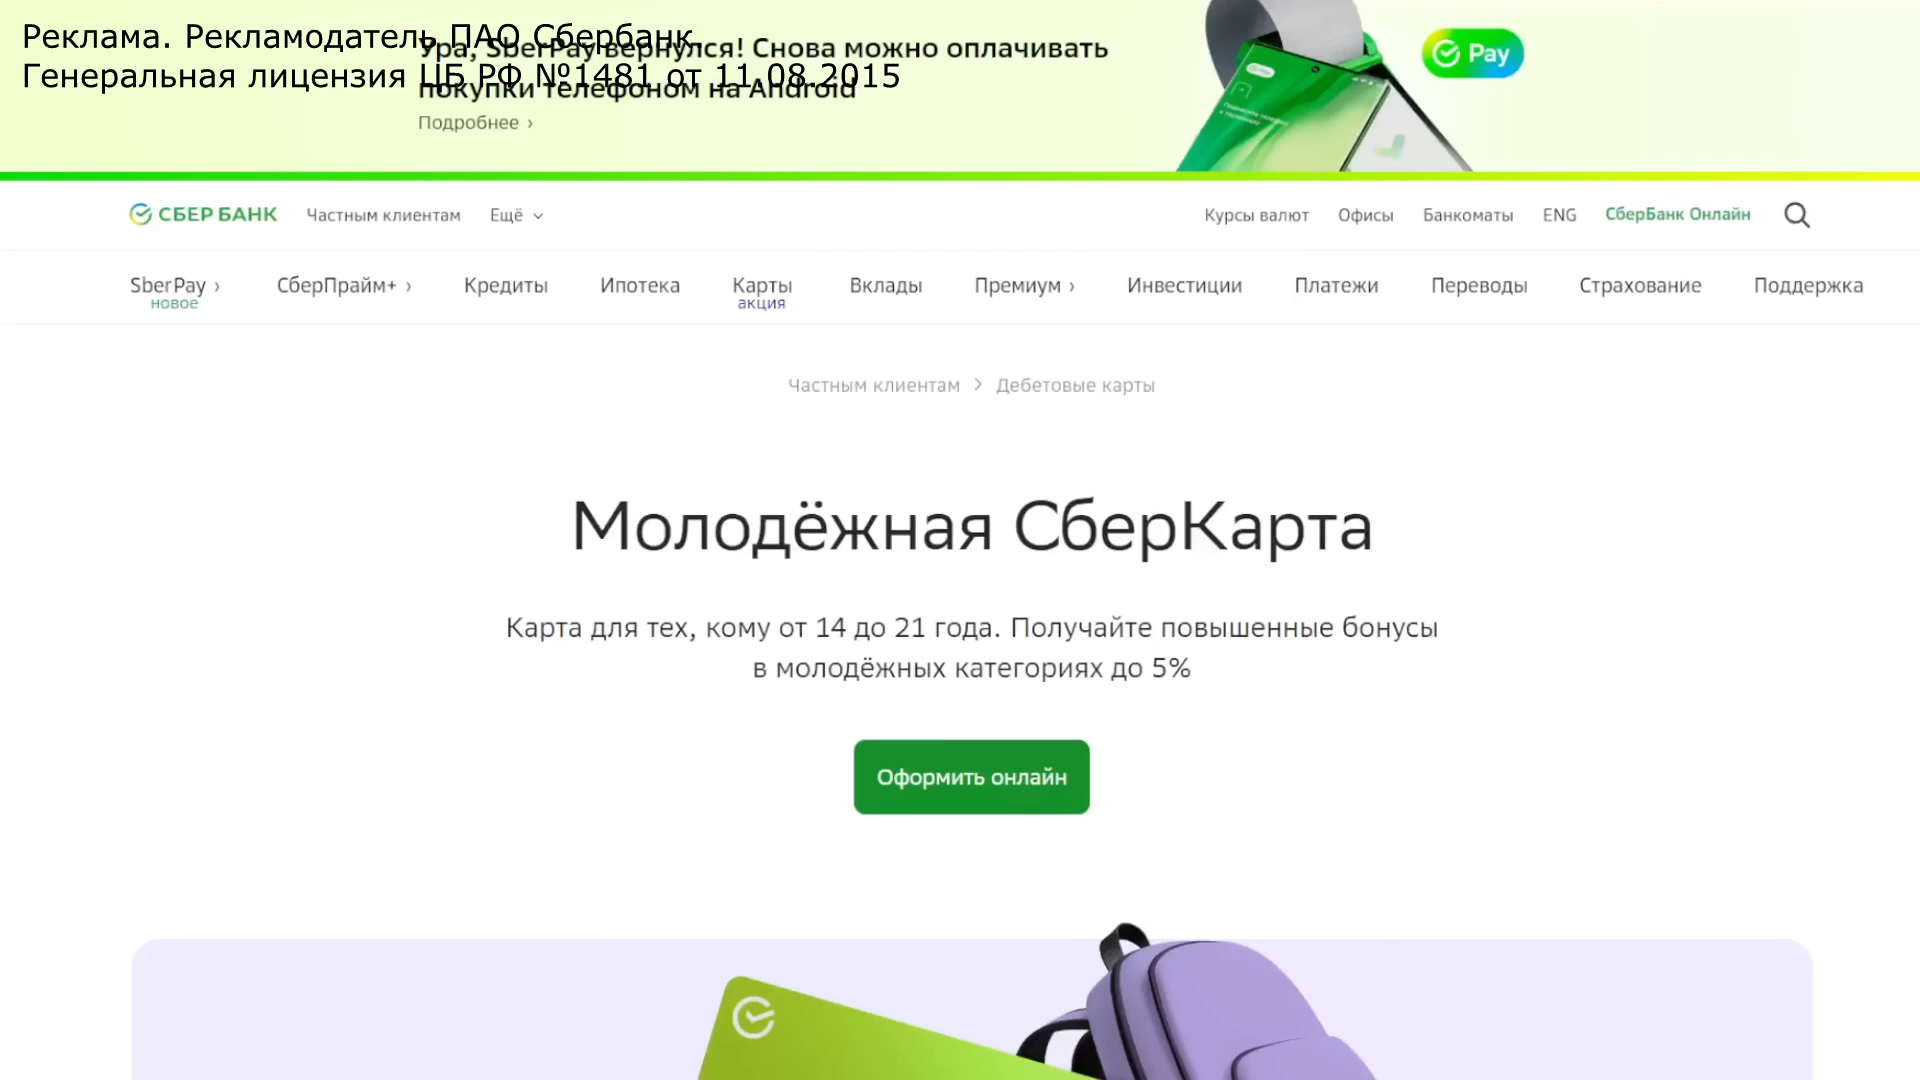 Реклама. Рекламодатель ПАО Сбербанк.
Генеральная лицензия ЦБ РФ №1481 от 11.08.2015
Ура, SberPay вернулся! Снова можно оплачивать
покупки телефоном на Android
Подробнее ›
Pay
СБЕР БАНК
Частным клиентам
Ещё
Курсы валют
Офисы
Банкоматы
ENG
СберБанк Онлайн
SberPay ›
новое
СберПрайм+ ›
Кредиты
Ипотека
Карты
акция
Вклады
Премиум ›
Инвестиции
Платежи
Переводы
Страхование
Поддержка
Частным клиентам > Дебетовые карты
Молодёжная СберКарта
Карта для тех, кому от 14 до 21 года. Получайте повышенные бонусы
в молодёжных категориях до 5%
Оформить онлайн